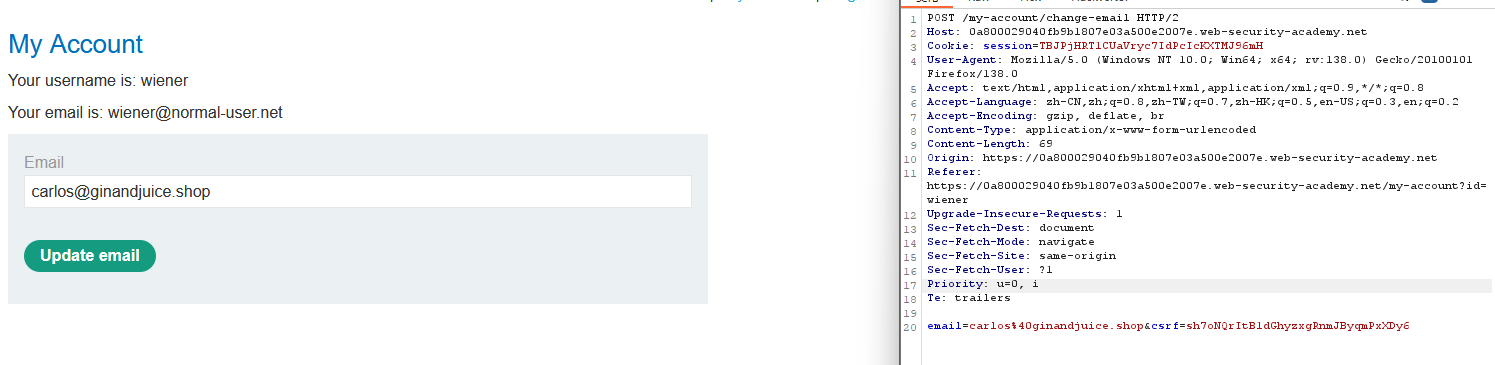 My Account
Your username is: wiener
Your email is: wiener@normal-user.net
Email
carlos@ginandjuice.shop
Update email
1 POST /my-account/change-email HTTP/2
2 Host: 0a800029040fb9b1807e03a500e2007e.web-security-academy.net
3 Cookie: session=TBJPjHRTlCUaVryc7IdPcIcKXTMJ96mH
4 User-Agent: Mozilla/5.0 (Windows NT 10.0; Win64; x64; rv:138.0) Gecko/20100101
Firefox/138.0
5 Accept: text/html,application/xhtml+xml,application/xml;q=0.9,*/*;q=0.8
6 Accept-Language: zh-CN,zh;q=0.8,zh-TW;q=0.7,zh-HK;q=0.5,en-US;q=0.3,en;q=0.2
7 Accept-Encoding: gzip, deflate, br
8 Content-Type: application/x-www-form-urlencoded
9 Content-Length: 69
10 Origin: https://0a800029040fb9b1807e03a500e2007e.web-security-academy.net
11 Referer:
https://0a800029040fb9b1807e03a500e2007e.web-security-academy.net/my-account?id=
wiener
12 Upgrade-Insecure-Requests: 1
13 Sec-Fetch-Dest: document
14 Sec-Fetch-Mode: navigate
15 Sec-Fetch-Site: same-origin
16 Sec-Fetch-User: ?1
17 Priority: u=0, i
18 Te: trailers
19
20 email=carlos%40ginandjuice.shop&csrf=sh7oNQrItBldGhyzxgRnmJByqmPxXDy6